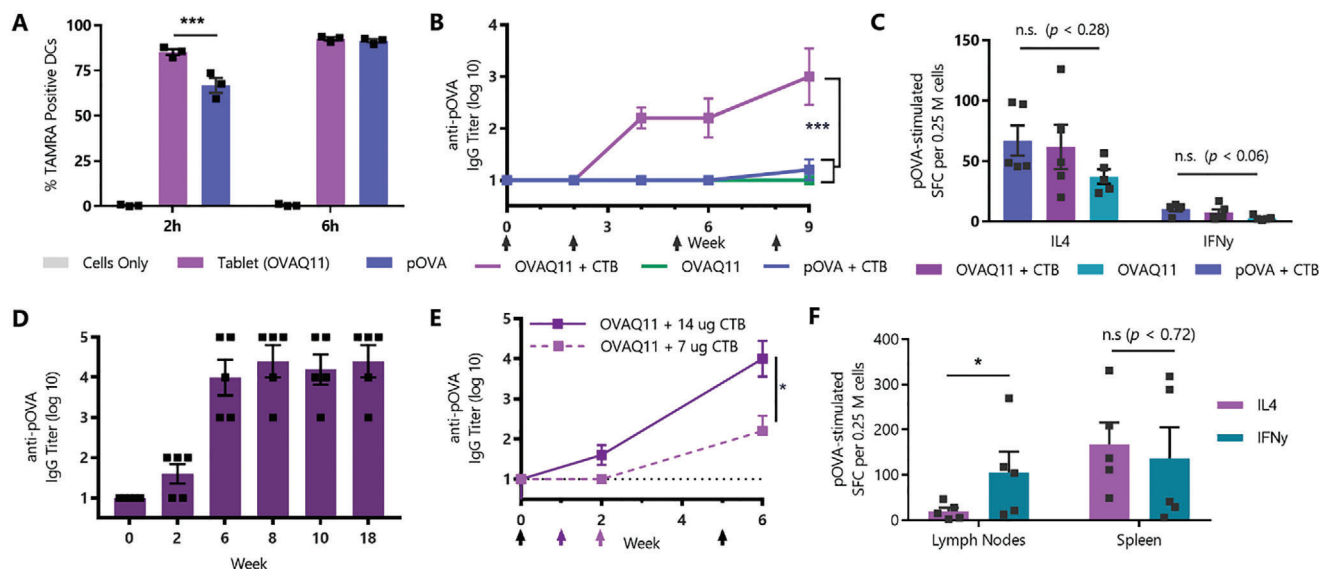 A
% TAMRA Positive DCs
100
75
50
25
0
***
2h
6h
Cells Only
Tablet (OVAQ11)
pOVA
B
anti-pOVA
IgG Titer (log 10)
4
3
2
1
***
0
3
6
9
Week
OVAQ11 + CTB
OVAQ11
pOVA + CTB
C
pOVA-stimulated
SFC per 0.25 M cells
150
100
50
0
n.s. (p < 0.28)
n.s. (p < 0.06)
IL4
IFNy
OVAQ11 + CTB
OVAQ11
pOVA + CTB
D
anti-pOVA
IgG Titer (log 10)
5
4
3
2
1
0
2
6
8
10
18
Week
E
anti-pOVA
IgG Titer (log 10)
5
4
3
2
1
OVAQ11 + 14 ug CTB
OVAQ11 + 7 ug CTB
*
0
2
6
Week
F
pOVA-stimulated
SFC per 0.25 M cells
400
300
200
100
0
*
n.s (p < 0.72)
IL4
IFNy
Lymph Nodes
Spleen